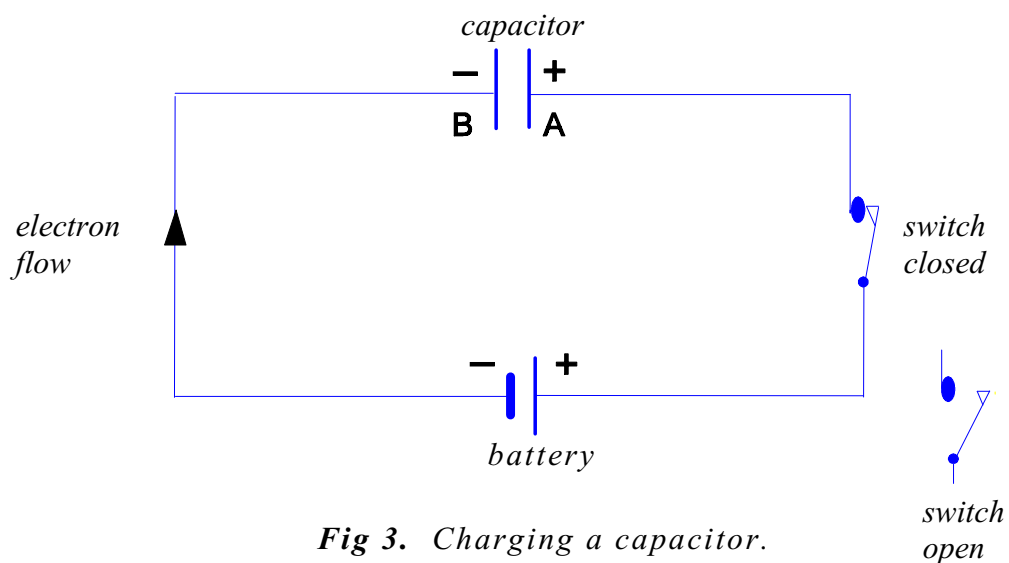 capacitor
− +
B A
electron
flow
switch
closed
− +
battery
switch
open
Fig 3. Charging a capacitor.